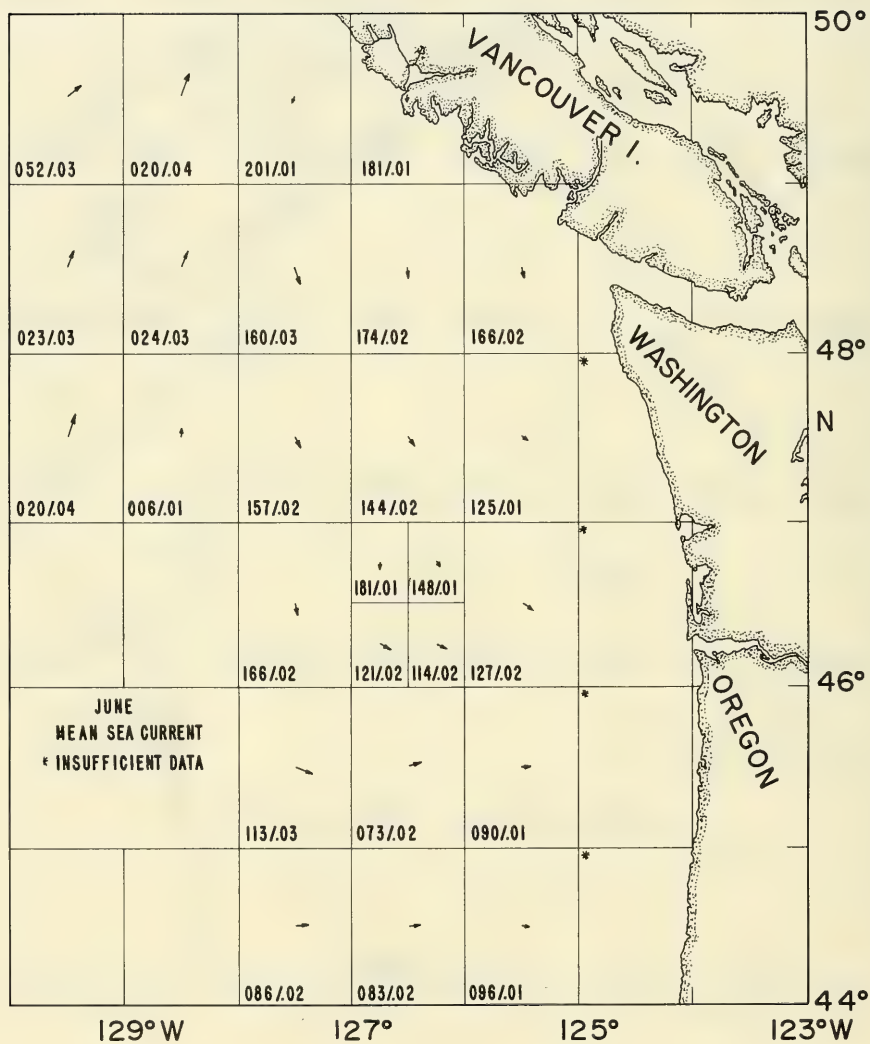 50°
VANCOUVER I.
052/.03 020/.04 201/.01 181/.01
023/.03 024/.03 160/.03 174/.02 166/.02
48°
WASHINGTON
*
N
020/.04 006/.01 157/.02 144/.02 125/.01
*
181/.01 148/.01
166/.02 121/.02 114/.02 127/.02
46°
OREGON
*
JUNE
MEAN SEA CURRENT
* INSUFFICIENT DATA
113/.03 073/.02 090/.01
*
086/.02 083/.02 096/.01
44°
129°W 127° 125° 123°W